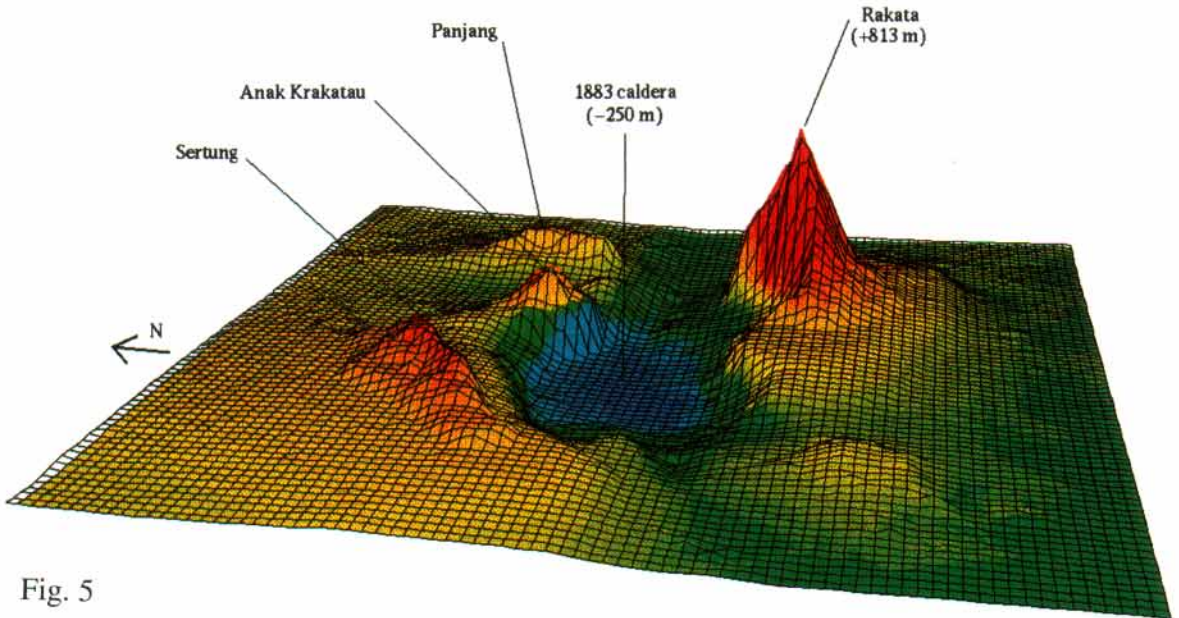 Rakata
(+813 m)
Panjang
Anak Krakatau
1883 caldera
(−250 m)
Sertung
N
Fig. 5